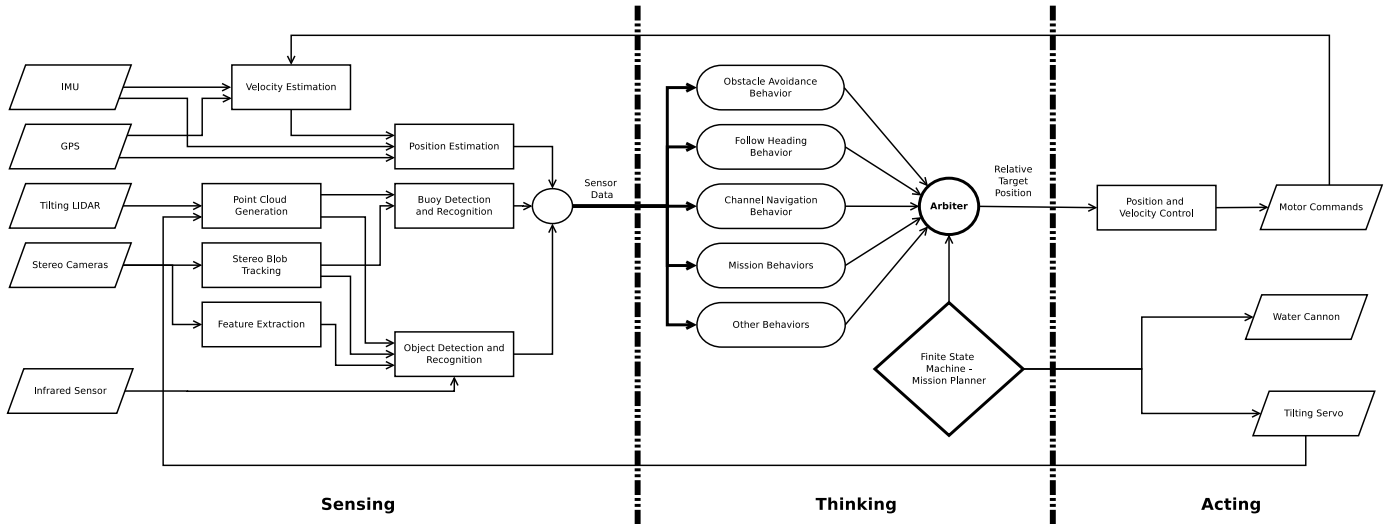 IMU
Velocity Estimation
GPS
Position Estimation
Tilting LIDAR
Point Cloud
Generation
Buoy Detection
and Recognition
Stereo Cameras
Stereo Blob
Tracking
Feature Extraction
Object Detection and
Recognition
Infrared Sensor
Sensor
Data
Sensing
Obstacle Avoidance
Behavior
Follow Heading
Behavior
Channel Navigation
Behavior
Mission Behaviors
Other Behaviors
Arbiter
Relative
Target
Position
Finite State
Machine –
Mission Planner
Thinking
Position and
Velocity Control
Motor Commands
Water Cannon
Tilting Servo
Acting